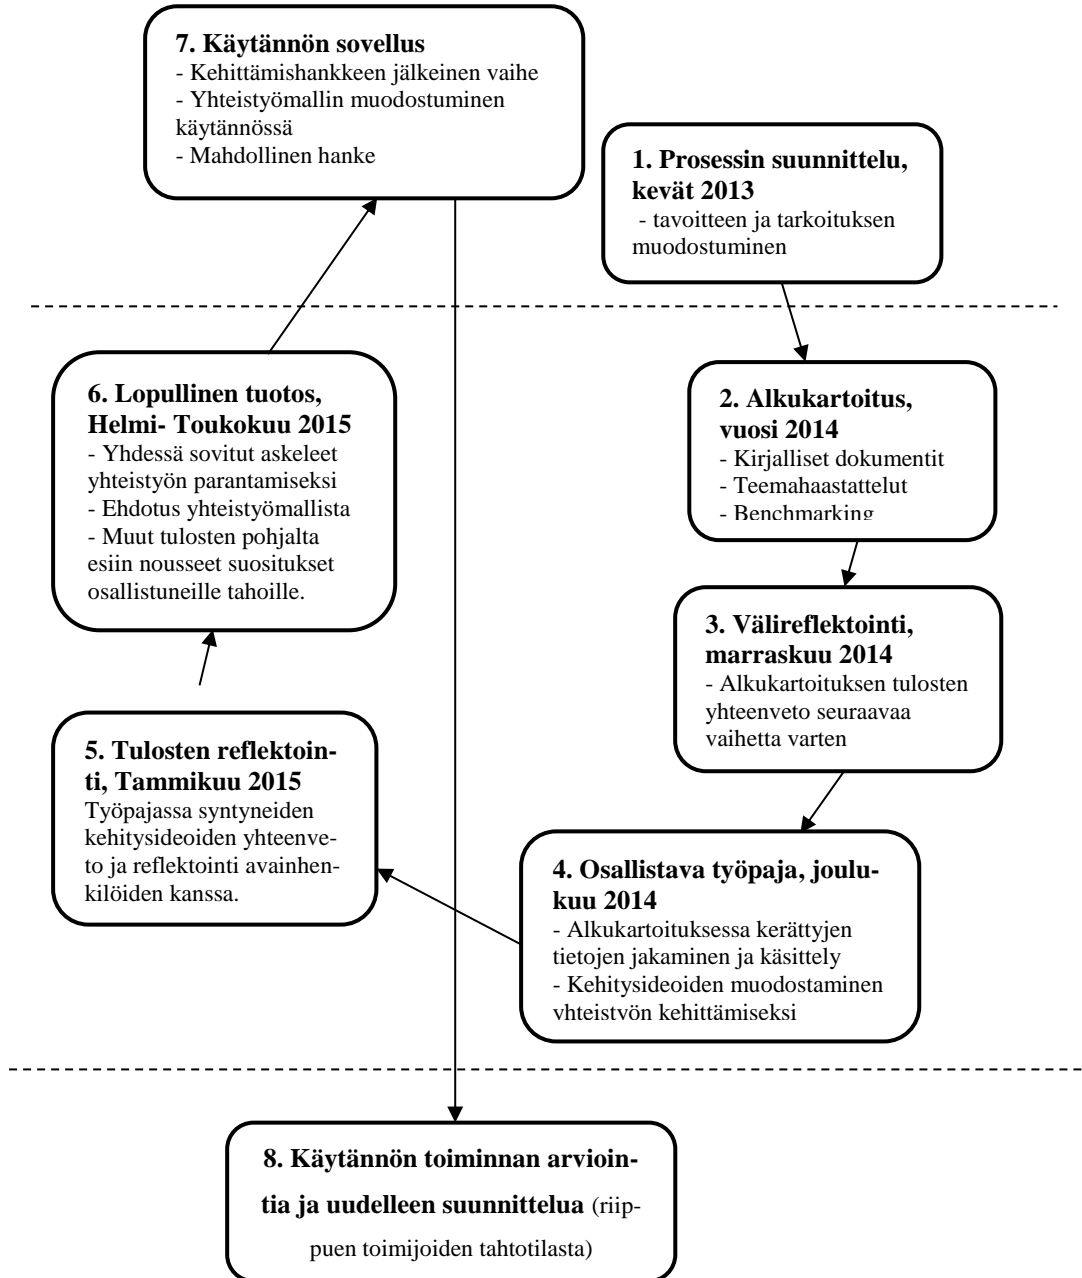 7. Käytännön sovellus
- Kehittämishankkeen jälkeinen vaihe
- Yhteistyömallin muodostuminen
käytännössä
- Mahdollinen hanke
1. Prosessin suunnittelu,
kevät 2013
- tavoitteen ja tarkoituksen
muodostuminen
2. Alkukartoitus,
vuosi 2014
- Kirjalliset dokumentit
- Teemahaastattelut
- Benchmarking
3. Välireflektointi,
marraskuu 2014
- Alkukartoituksen tulosten
yhteenveto seuraavaa
vaihetta varten
4. Osallistava työpaja, joulu-
kuu 2014
- Alkukartoituksessa kerättyjen
tietojen jakaminen ja käsittely
- Kehitysideoiden muodostaminen
yhteistyön kehittämiseksi
5. Tulosten reflektoin-
ti, Tammikuu 2015
Työpajassa syntyneiden
kehitysideoiden yhteenve-
to ja reflektointi avainhen-
kilöiden kanssa.
6. Lopullinen tuotos,
Helmi- Toukokuu 2015
- Yhdessä sovitut askeleet
yhteistyön parantamiseksi
- Ehdotus yhteistyömallista
- Muut tulosten pohjalta
esiin nousseet suositukset
osallistuneille tahoille.
8. Käytännön toiminnan arvioin-
tia ja uudelleen suunnittelua (riip-
puen toimijoiden tahtotilasta)